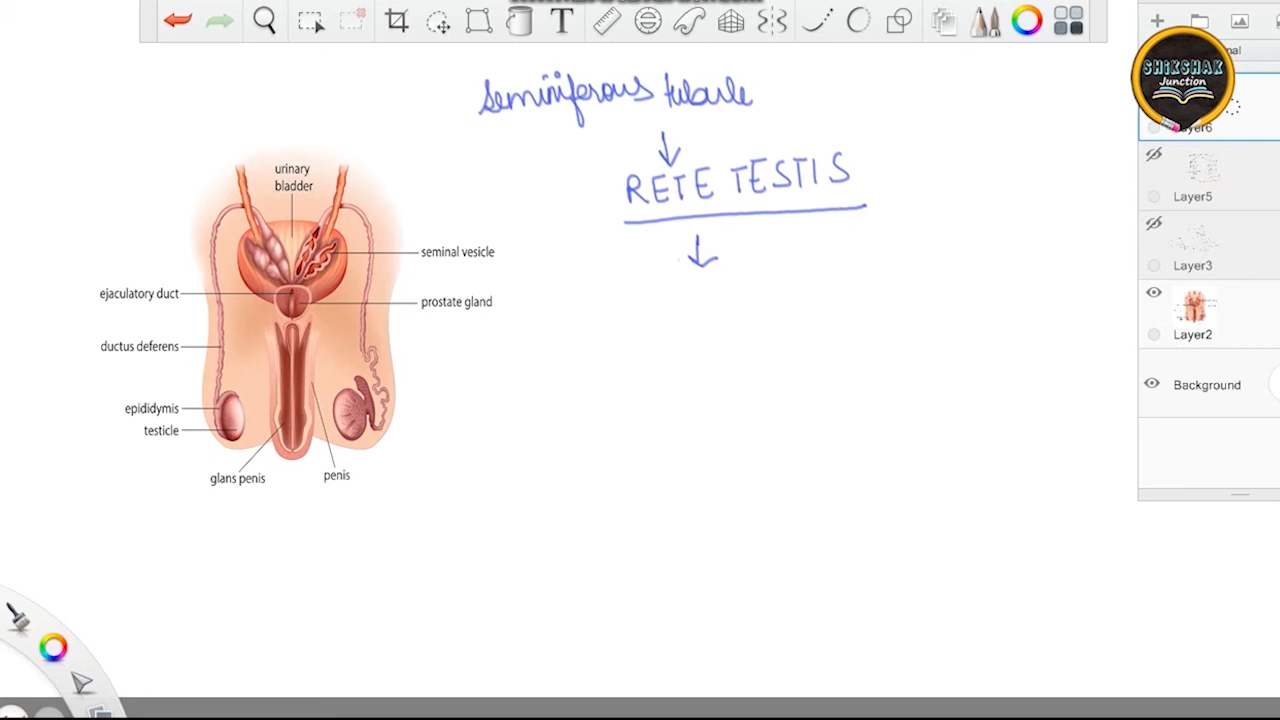 T
SHIKSHAK
Junction
Seminiferous tubule
RETE TESTIS
urinary
bladder
seminal vesicle
ejaculatory duct
prostate gland
ductus deferens
epididymis
testicle
glans penis
penis
Layer5
Layer3
Layer2
Background